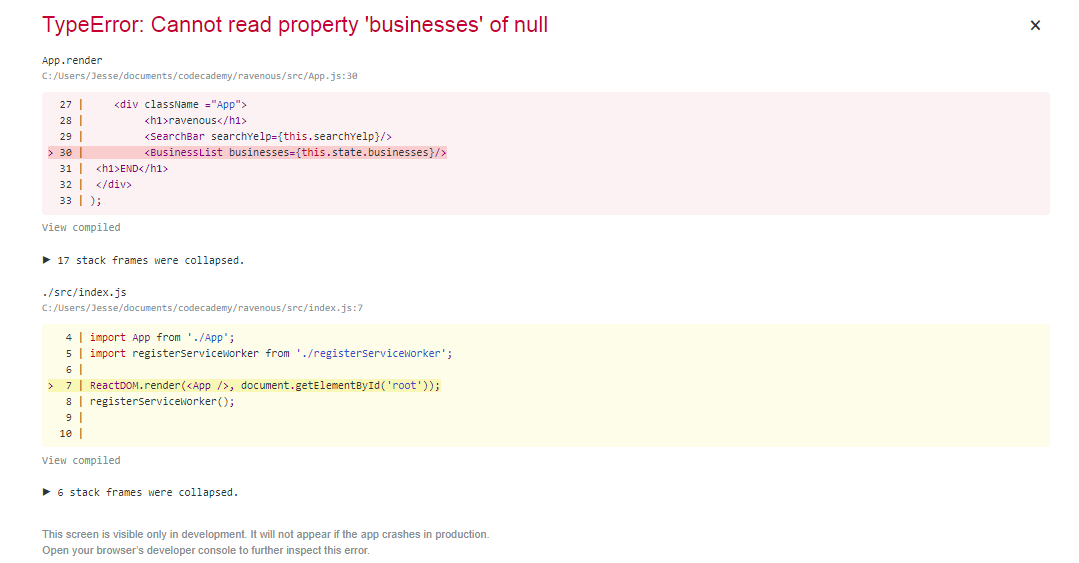 TypeError: Cannot read property 'businesses' of null
×
App.render
C:/Users/Jesse/documents/codecademy/ravenous/src/App.js:30
27 | <div className ="App">
28 | <h1>ravenous</h1>
29 | <SearchBar searchYelp={this.searchYelp}/>
> 30 | <BusinessList businesses={this.state.businesses}/>
31 | <h1>END</h1>
32 | </div>
33 | );
View compiled
▶ 17 stack frames were collapsed.
./src/index.js
C:/Users/Jesse/documents/codecademy/ravenous/src/index.js:7
4 | import App from './App';
5 | import registerServiceWorker from './registerServiceWorker';
6 |
> 7 | ReactDOM.render(<App />, document.getElementById('root'));
8 | registerServiceWorker();
9 |
10 |
View compiled
▶ 6 stack frames were collapsed.
This screen is visible only in development. It will not appear if the app crashes in production.
Open your browser's developer console to further inspect this error.